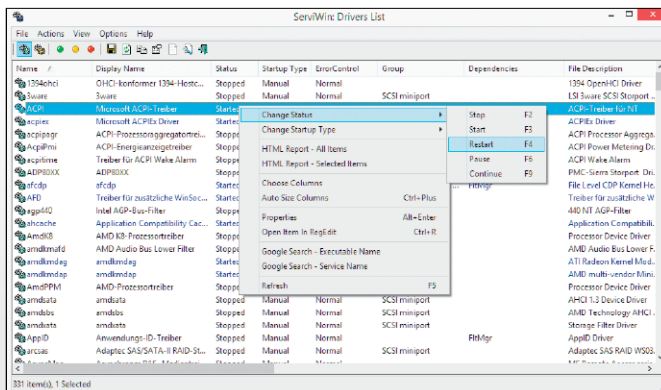 ServiWin: Drivers List
File Actions View Options Help
Name / Display Name Status Startup Type ErrorControl Group Dependencies File Description
1394ohci OHCI-konformer 1394-Hostc... Stopped Manual Normal 1394 OpenHCI Driver
3ware 3ware Stopped Manual Normal SCSI miniport LSI 3ware SCSI Storport ...
ACPI Microsoft ACPI-Treiber Started ACPI-Treiber für NT
acpiex Microsoft ACPIEx Driver Started ACPIEx Driver
acpipagr ACPI-Prozessoraggregatortrei... Stopped ACPI Processor Aggrega...
AcpiPmi ACPI-Energieanzeigetreiber Stopped ACPI Power Metering Dr...
acpitime Treiber für ACPI Wake Alarm Stopped ACPI Wake Alarm
ADP80XX ADP80XX Stopped PMC-Sierra Storport Dri...
afcdp afcdp Started ... FltMgr File Level CDP Kernel He...
AFD Treiber für zusätzliche WinSoc... Started Treiber für zusätzliche W
agp440 Intel AGP-Bus-Filter Stopped 440 NT AGP-Filter
ahcache Application Compatibility Cac... Started Application Compatibili...
AmdK8 AMD K8-Prozessortreiber Stopped Processor Device Driver
amdkmafd AMD Audio Bus Lower Filter Started AMD Audio Bus Lower F...
amdkmdag amdkmdag Started ATI Radeon Kernel Mod...
amdkmdap amdkmdap Started AMD multi-vendor Mini...
AmdPPM AMD-Prozessortreiber Stopped Processor Device Driver
amdsata amdsata Stopped Manual Normal SCSI miniport AHCI 1.3 Device Driver
amdsbs amdsbs Stopped Manual Normal SCSI miniport AMD Technology AHCI ...
amdxata amdxata Stopped Manual Normal SCSI miniport Storage Filter Driver
AppID Anwendungs-ID-Treiber Stopped Manual Normal FltMgr AppID Driver
arcsas Adaptec SAS/SATA-II RAID-St... Stopped Manual Normal SCSI miniport Adaptec SAS RAID WS03...
Change Status
Change Startup Type
HTML Report - All Items
HTML Report - Selected Items
Choose Columns
Auto Size Columns Ctrl+Plus
Properties Alt+Enter
Open Item In RegEdit Ctrl+R
Google Search - Executable Name
Google Search - Service Name
Refresh F5
Stop F2
Start F3
Restart F4
Pause F6
Continue F9
331 item(s), 1 Selected